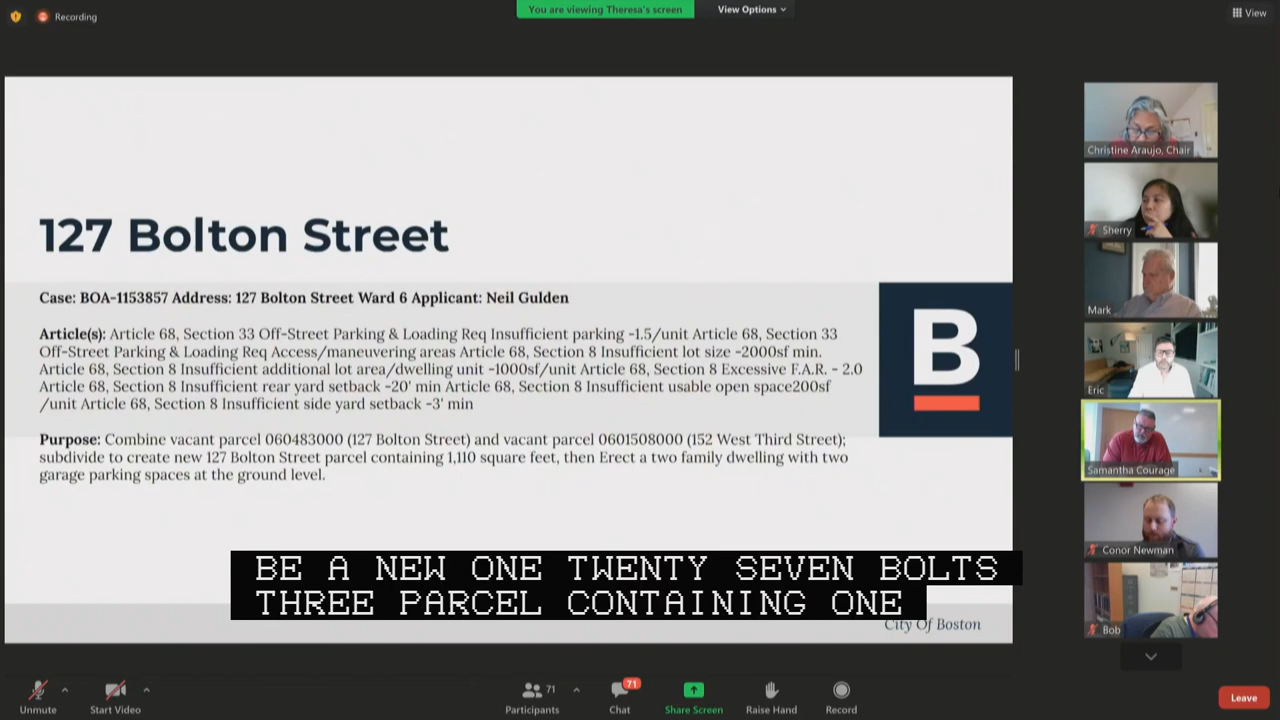 Recording
You are viewing Theresa's screen
View Options
View
127 Bolton Street
Case: BOA-1153857 Address: 127 Bolton Street Ward 6 Applicant: Neil Gulden
Article(s): Article 68, Section 33 Off-Street Parking & Loading Req Insufficient parking -1.5/unit Article 68, Section 33
Off-Street Parking & Loading Req Access/maneuvering areas Article 68, Section 8 Insufficient lot size -2000sf min.
Article 68, Section 8 Insufficient additional lot area/dwelling unit -1000sf/unit Article 68, Section 8 Excessive F.A.R. - 2.0
Article 68, Section 8 Insufficient rear yard setback -20' min Article 68, Section 8 Insufficient usable open space200sf
/unit Article 68, Section 8 Insufficient side yard setback -3' min
Purpose: Combine vacant parcel 060483000 (127 Bolton Street) and vacant parcel 0601508000 (152 West Third Street);
subdivide to create new 127 Bolton Street parcel containing 1,110 square feet, then Erect a two family dwelling with two
garage parking spaces at the ground level.
B
BE A NEW ONE TWENTY SEVEN BOLTS
THREE PARCEL CONTAINING ONE
City Of Boston
Christine Araujo, Chair
Sherry
Mark
Eric
Samantha Courage
Conor Newman
Bob
Unmute
Start Video
71
Participants
71
Chat
Share Screen
Raise Hand
Record
Leave